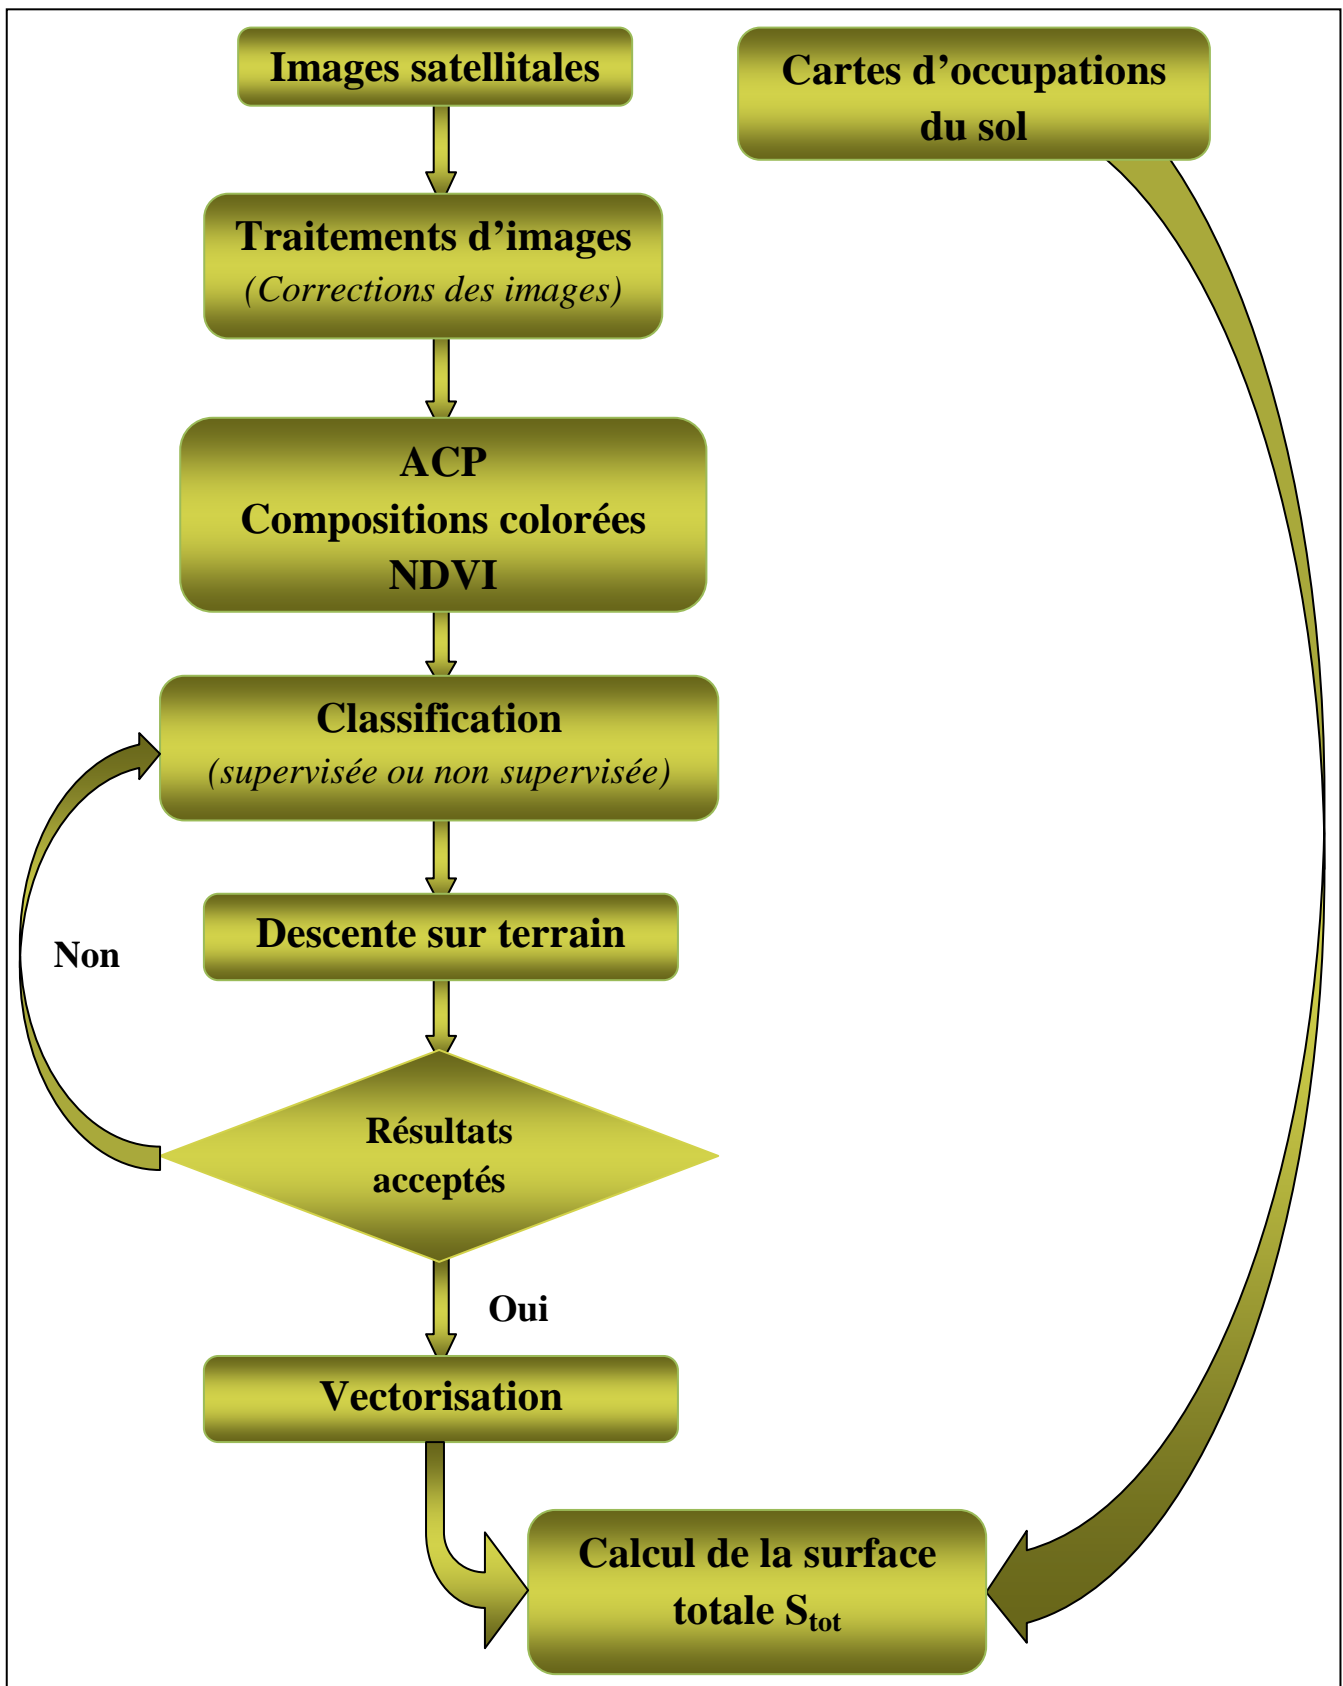 Images satellitales
Cartes d’occupations
du sol
Traitements d’images
(Corrections des images)
ACP
Compositions colorées
NDVI
Classification
(supervisée ou non supervisée)
Descente sur terrain
Non
Résultats
acceptés
Oui
Vectorisation
Calcul de la surface
totale Stot